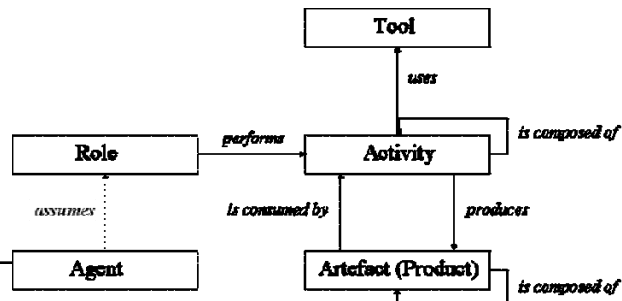 Tool
uses
is composed of
performs
Role
Activity
assumes
is consumed by
produces
Agent
Artefact (Product)
is composed of